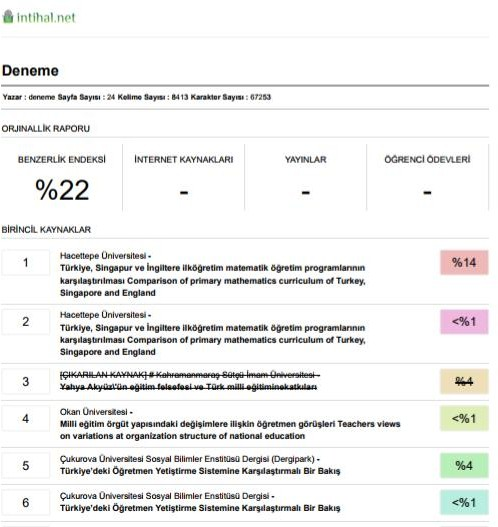 intihal.net
Deneme
Yazar : deneme Sayfa Sayısı : 24 Kelime Sayısı : 8413 Karakter Sayısı : 67253
ORJINALLİK RAPORU
BENZERLİK ENDEKSİ
İNTERNET KAYNAKLARI
YAYINLAR
ÖĞRENCİ ÖDEVLERİ
%22
-
-
-
BİRİNCİL KAYNAKLAR
1
Hacettepe Üniversitesi -
Türkiye, Singapur ve İngiltere ilköğretim matematik öğretim programlarının
karşılaştırılması Comparison of primary mathematics curriculum of Turkey,
Singapore and England
%14
2
Hacettepe Üniversitesi -
Türkiye, Singapur ve İngiltere ilköğretim matematik öğretim programlarının
karşılaştırılması Comparison of primary mathematics curriculum of Turkey,
Singapore and England
<%1
3
[ÇIKARILAN KAYNAK] # Kahramanmaraş Sütçü İmam Üniversitesi -
Yahya Akyüz\'ün eğitim felsefesi ve Türk milli eğitiminekatkıları
%4
4
Okan Üniversitesi -
Milli eğitim örgüt yapısındaki değişimlere ilişkin öğretmen görüşleri Teachers views
on variations at organization structure of national education
<%1
5
Çukurova Üniversitesi Sosyal Bilimler Enstitüsü Dergisi (Dergipark) -
Türkiye'deki Öğretmen Yetiştirme Sistemine Karşılaştırmalı Bir Bakış
%4
6
Çukurova Üniversitesi Sosyal Bilimler Enstitüsü Dergisi -
Türkiye'deki Öğretmen Yetiştirme Sistemine Karşılaştırmalı Bir Bakış
<%1